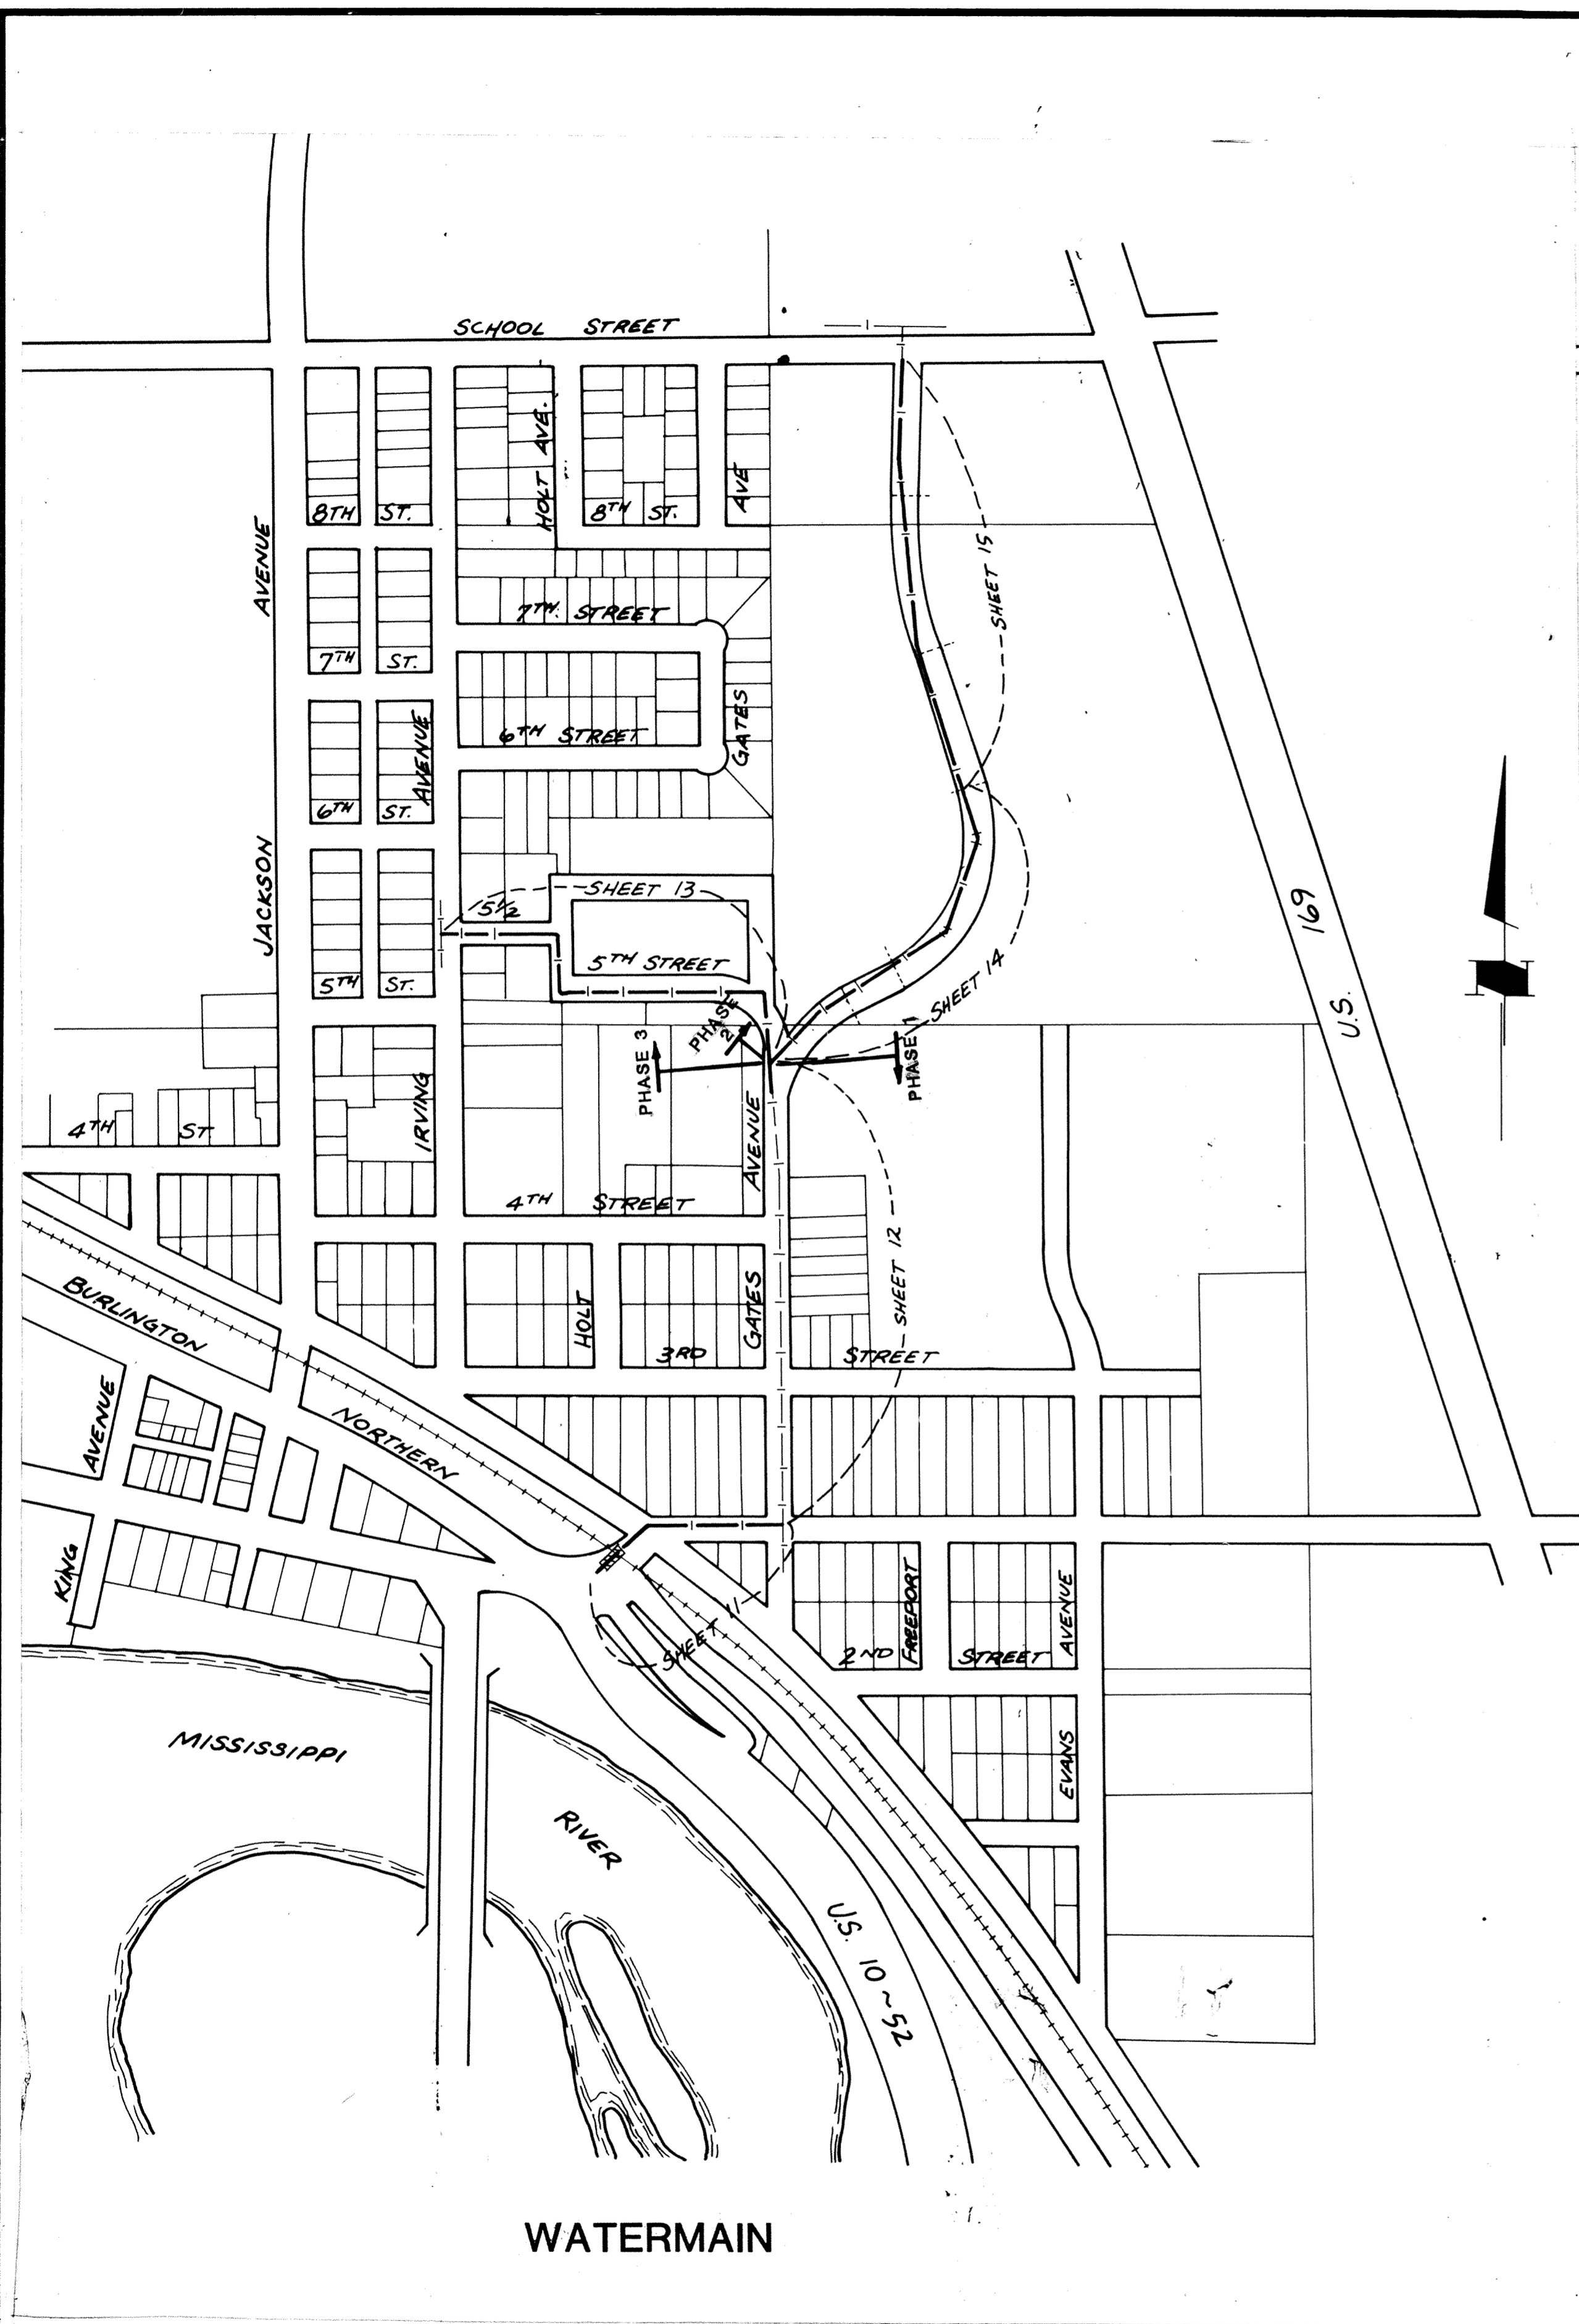 SCHOOL STREET
HOLT AVE.
AVE
8TH ST.
8TH ST.
AVENUE
SHEET 15
7TH. STREET
7TH ST.
GATES
6TH STREET
AVENUE
6TH ST.
JACKSON
SHEET 13
5½
169
5TH STREET
5TH ST.
SHEET 14
U.S.
PHASE 2
PHASE 3
PHASE 1
IRVING
AVENUE
4TH ST
4TH STREET
SHEET 12
BURLINGTON
HOLT
GATES
3RD STREET
AVENUE
NORTHERN
KING
FREEPORT
AVENUE
SHEET 11
2ND STREET
MISSISSIPPI
EVANS
RIVER
U.S. 10~52
N
WATERMAIN